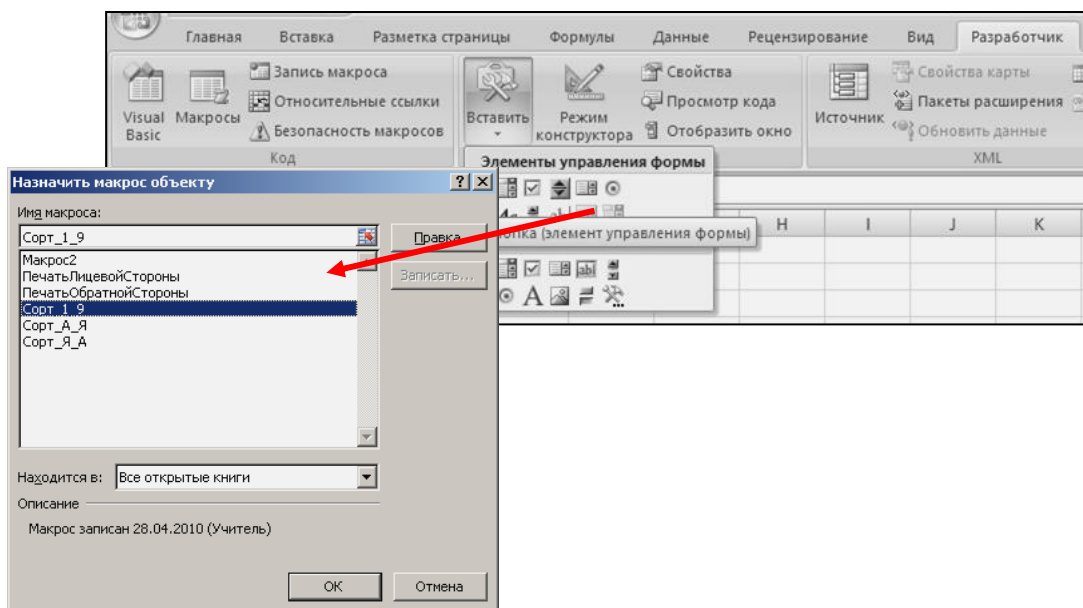 Главная Вставка Разметка страницы Формулы Данные Рецензирование Вид Разработчик
Visual Basic
Макросы
Запись макроса
Относительные ссылки
Безопасность макросов
Код
Вставить
Режим конструктора
Свойства
Просмотр кода
Отобразить окно
Источник
Свойства карты
Пакеты расширения
Обновить данные
XML
Элементы управления формы
(элемент управления формы)
H I J K
Назначить макрос объекту
Имя макроса:
Сорт_1_9
Правка
Записать...
Макрос2
ПечатьЛицевойСтороны
ПечатьОбратнойСтороны
Сорт_1_9
Сорт_А_Я
Сорт_Я_А
Находится в: Все открытые книги
Описание
Макрос записан 28.04.2010 (Учитель)
ОК Отмена